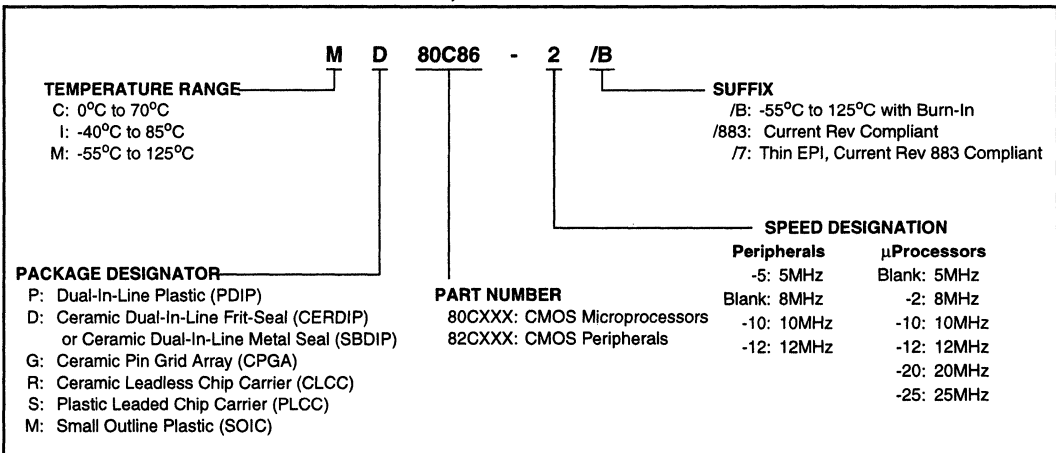 M D 80C86 - 2 /B
TEMPERATURE RANGE
C: 0°C to 70°C
I: -40°C to 85°C
M: -55°C to 125°C
SUFFIX
/B: -55°C to 125°C with Burn-In
/883: Current Rev Compliant
/7: Thin EPI, Current Rev 883 Compliant
PACKAGE DESIGNATOR
P: Dual-In-Line Plastic (PDIP)
D: Ceramic Dual-In-Line Frit-Seal (CERDIP)
or Ceramic Dual-In-Line Metal Seal (SBDIP)
G: Ceramic Pin Grid Array (CPGA)
R: Ceramic Leadless Chip Carrier (CLCC)
S: Plastic Leaded Chip Carrier (PLCC)
M: Small Outline Plastic (SOIC)
PART NUMBER
80CXXX: CMOS Microprocessors
82CXXX: CMOS Peripherals
SPEED DESIGNATION
Peripherals µProcessors
-5: 5MHz Blank: 5MHz
Blank: 8MHz -2: 8MHz
-10: 10MHz -10: 10MHz
-12: 12MHz -12: 12MHz
-20: 20MHz
-25: 25MHz